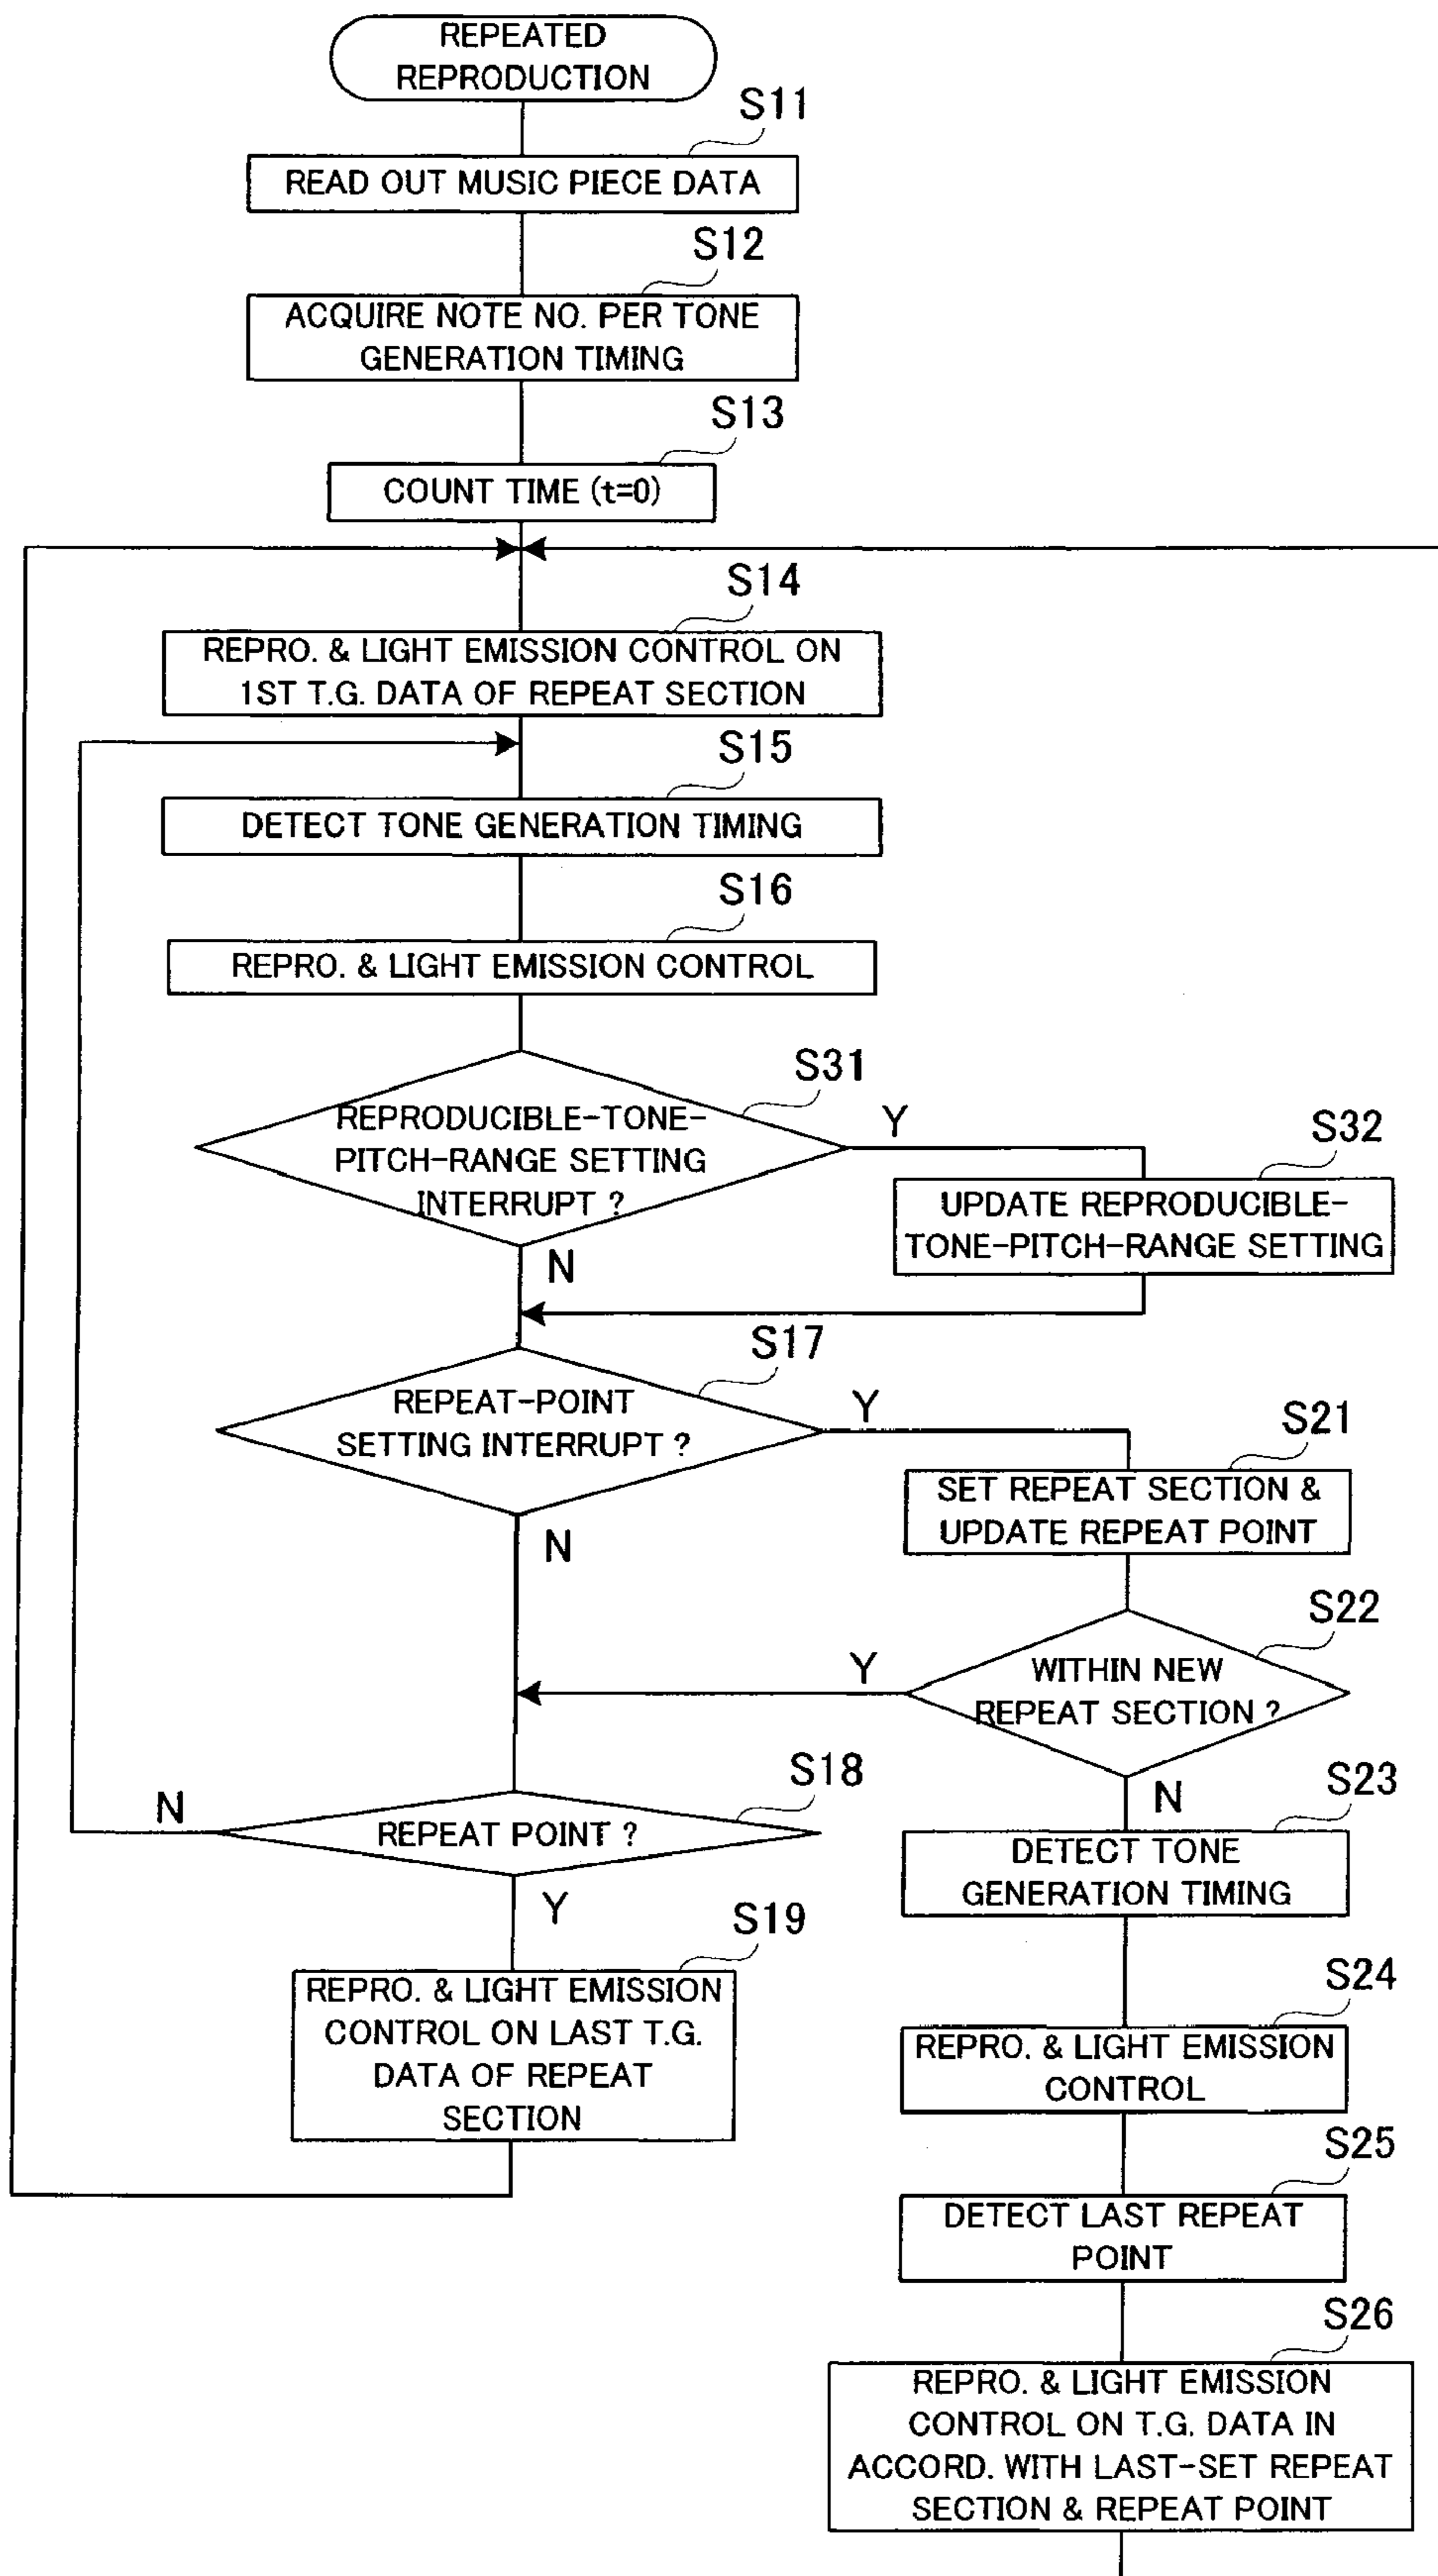 REPEATED
REPRODUCTION
S11
READ OUT MUSIC PIECE DATA
S12
ACQUIRE NOTE NO. PER TONE
GENERATION TIMING
S13
COUNT TIME (t=0)
S14
REPRO. & LIGHT EMISSION CONTROL ON
1ST T.G. DATA OF REPEAT SECTION
S15
DETECT TONE GENERATION TIMING
S16
REPRO. & LIGHT EMISSION CONTROL
S31
REPRODUCIBLE-TONE-
PITCH-RANGE SETTING
INTERRUPT ?
Y
N
S32
UPDATE REPRODUCIBLE-
TONE-PITCH-RANGE SETTING
S17
REPEAT-POINT
SETTING INTERRUPT ?
Y
N
S21
SET REPEAT SECTION &
UPDATE REPEAT POINT
S22
WITHIN NEW
REPEAT SECTION ?
Y
N
S18
REPEAT POINT ?
N
Y
S19
REPRO. & LIGHT EMISSION
CONTROL ON LAST T.G.
DATA OF REPEAT
SECTION
S23
DETECT TONE
GENERATION TIMING
S24
REPRO. & LIGHT EMISSION
CONTROL
S25
DETECT LAST REPEAT
POINT
S26
REPRO. & LIGHT EMISSION
CONTROL ON T.G. DATA IN
ACCORD. WITH LAST-SET REPEAT
SECTION & REPEAT POINT